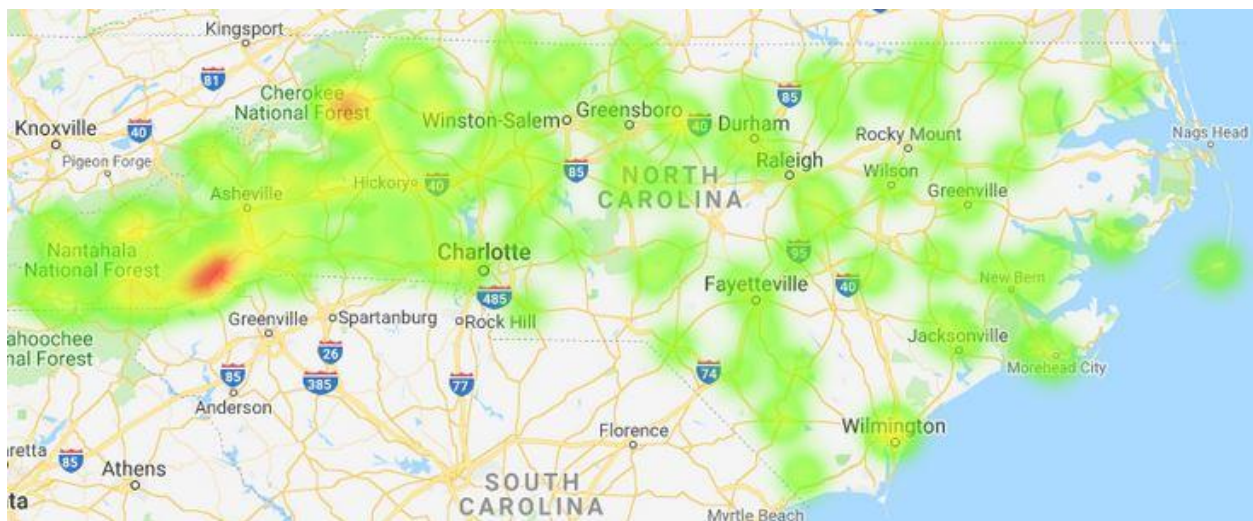 Kingsport
81
Cherokee
National Forest
Knoxville
40
Pigeon Forge
Winston-Salem
Greensboro
40
Durham
85
Rocky Mount
Nags Head
Raleigh
Wilson
85
NORTH
CAROLINA
Hickory
40
Asheville
Greenville
Nantahala
National Forest
Charlotte
95
40
New Bern
Fayetteville
485
Greenville
Spartanburg
Rock Hill
ahoochee
nal Forest
26
85
385
77
74
Jacksonville
Morehead City
Anderson
Florence
Wilmington
aretta
85
Athens
SOUTH
CAROLINA
ta
Myrtle Beach